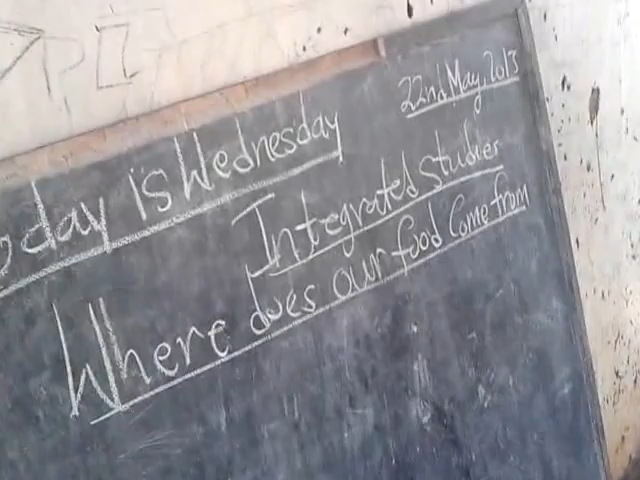 22nd May, 2013
oday is Wednesday
Integrated Studies
Where does our food Come from